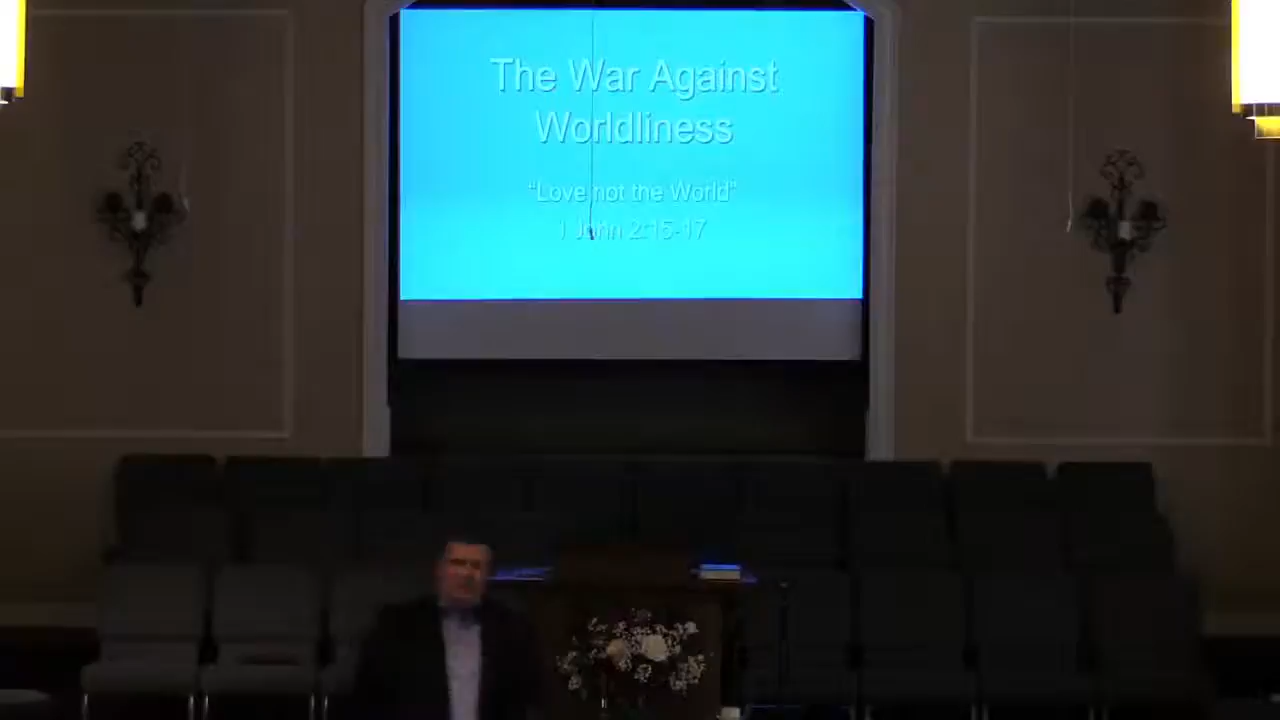 The War Against
Worldliness
“Love not the World”
1 John 2:15-17